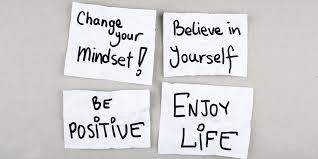 Change
your
Mindset!
Believe in
Yourself
BE
POSITIVE
ENJOY
LIFE